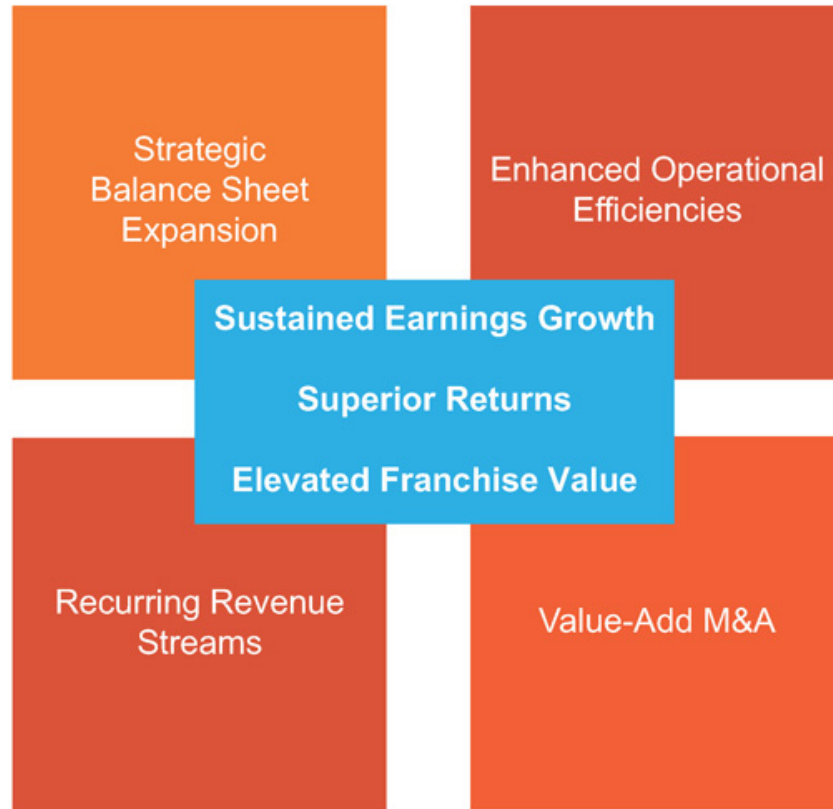 Strategic
Balance Sheet
Expansion
Enhanced Operational
Efficiencies
Sustained Earnings Growth
Superior Returns
Elevated Franchise Value
Recurring Revenue
Streams
Value-Add M&A